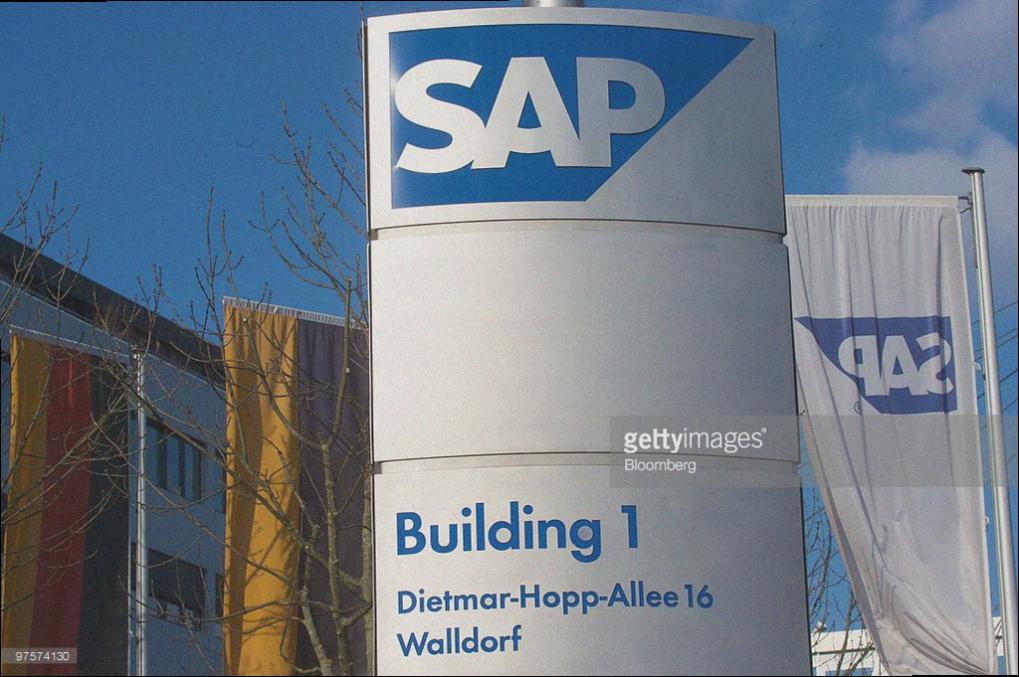 SAP
SAP
gettyimages®
Bloomberg
Building 1
Dietmar-Hopp-Allee 16
Walldorf
97574130